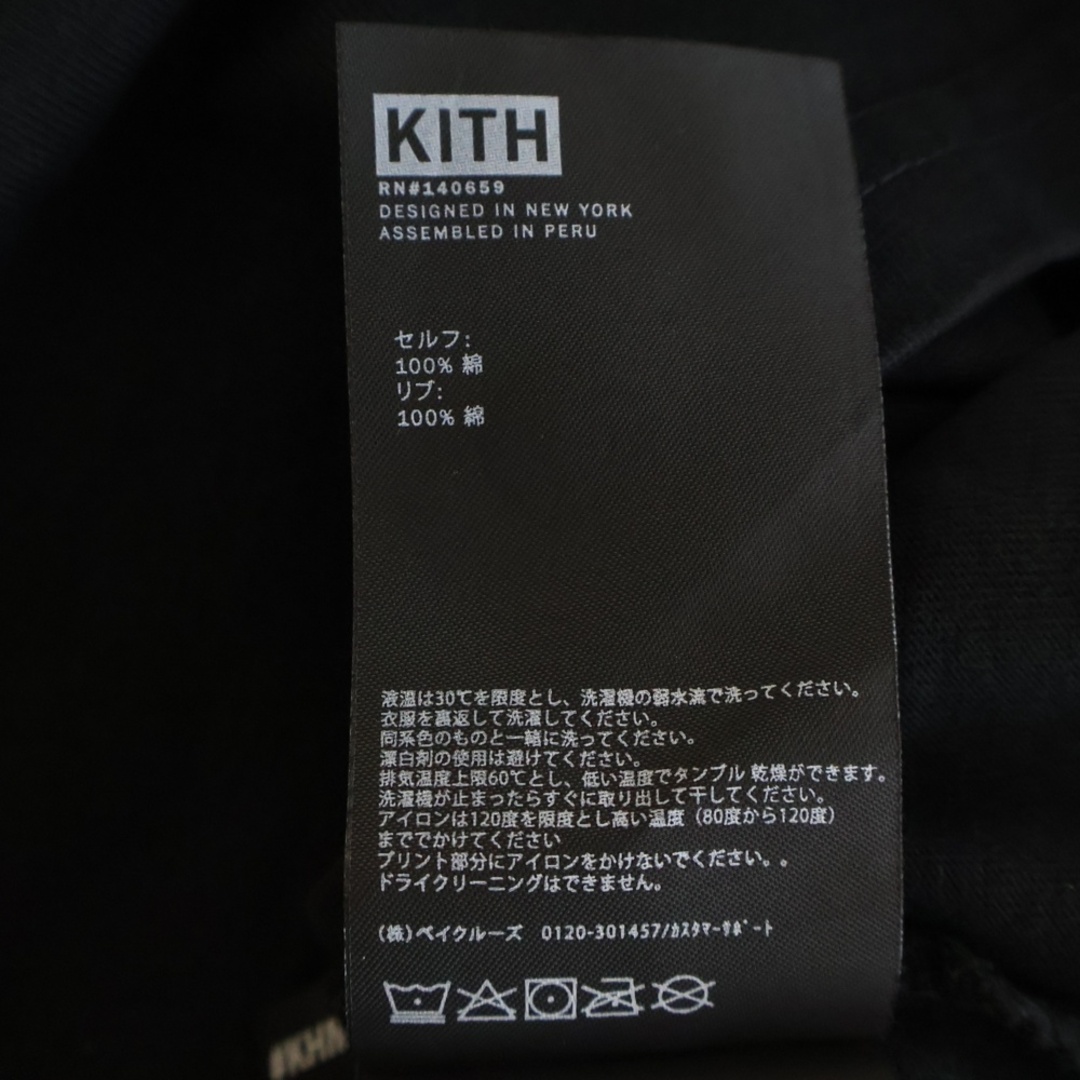 KITH
RN#140659
DESIGNED IN NEW YORK
ASSEMBLED IN PERU
セルフ:
100% 綿
リブ:
100% 綿
液温は30℃を限度とし、洗濯機の弱水流で洗ってください。
衣服を裏返して洗濯してください。
同系色のものと一緒に洗ってください。
漂白剤の使用は避けてください。
排気温度上限60℃とし、低い温度でタンブル 乾燥ができます。
洗濯機が止まったらすぐに取り出して干してください。
アイロンは120度を限度とし高い温度（80度から120度）
まででかけてください
プリント部分にアイロンをかけないでください。。
ドライクリーニングはできません。
(株)ベイクルーズ 0120-301457/ｶｽﾀﾏｰｻﾎﾟｰﾄ